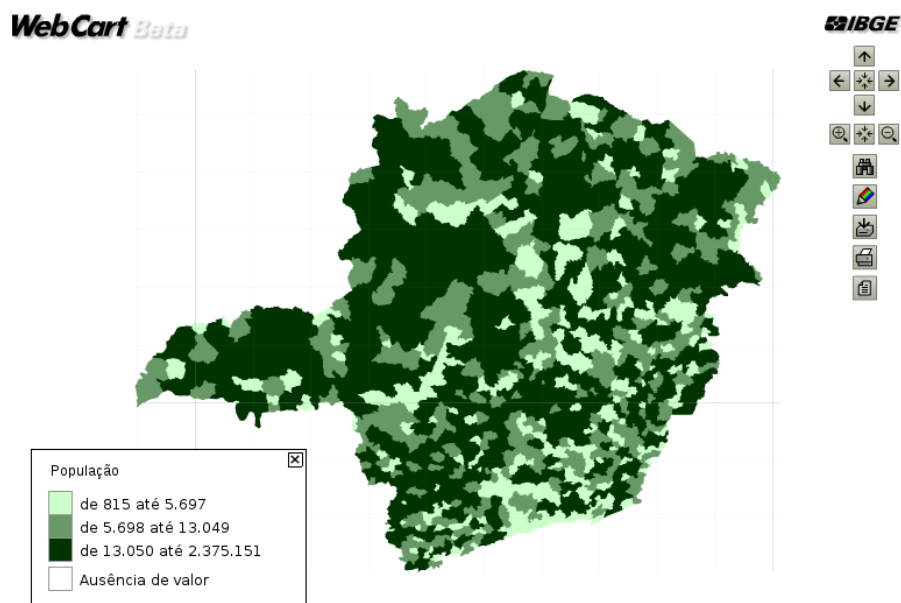 WebCart Beta
IBGE
População
de 815 até 5.697
de 5.698 até 13.049
de 13.050 até 2.375.151
Ausência de valor